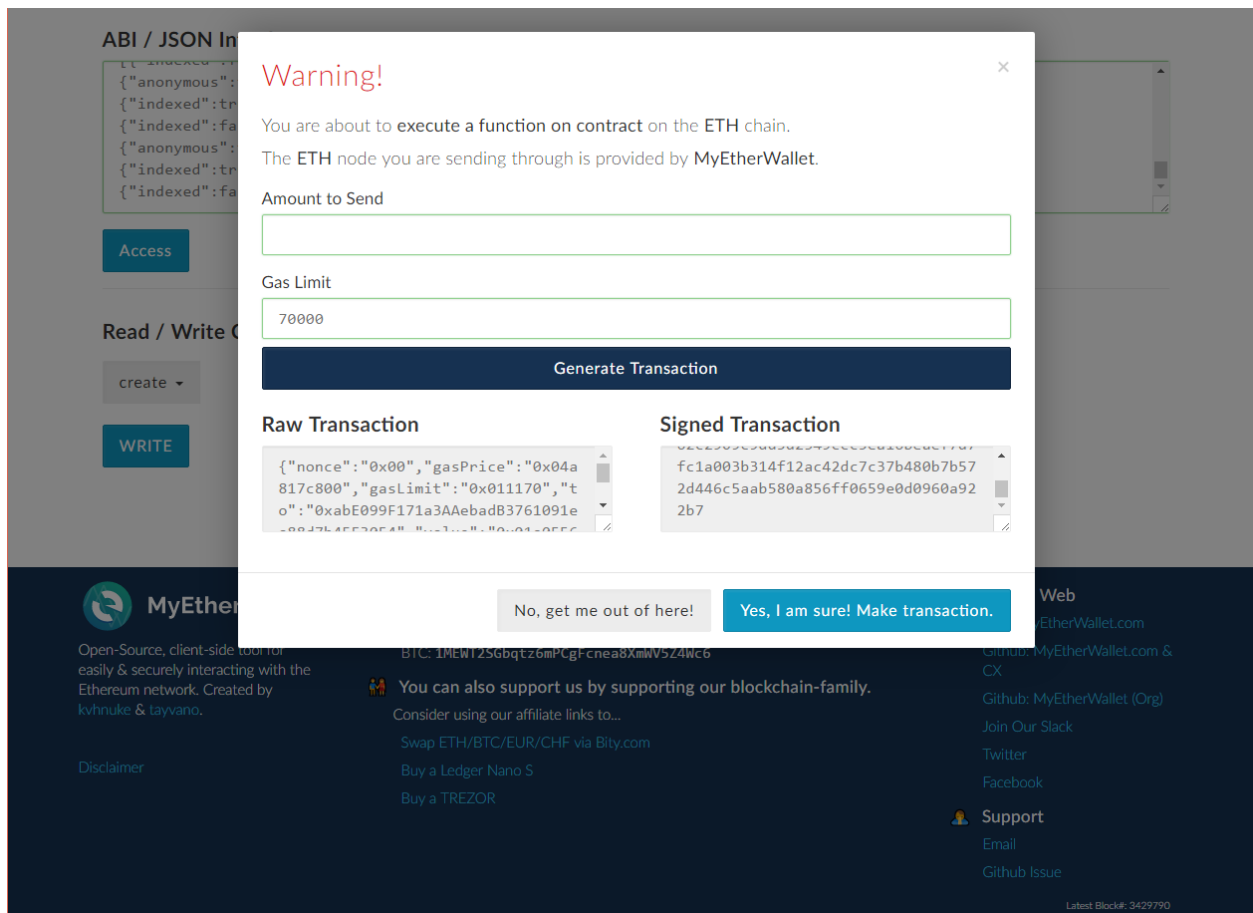 ABI / JSON In
{"anonymous":
{"indexed":tr
{"indexed":fa
{"anonymous":
{"indexed":tr
{"indexed":fa
Access
Read / Write
create
WRITE
Warning!
×
You are about to execute a function on contract on the ETH chain.
The ETH node you are sending through is provided by MyEtherWallet.
Amount to Send
Gas Limit
70000
Generate Transaction
Raw Transaction
{"nonce":"0x00","gasPrice":"0x04a
817c800","gasLimit":"0x011170","t
o":"0xabE099F171a3AAebadB3761091e
Signed Transaction
fc1a003b314f12ac42dc7c37b480b7b57
2d446c5aab580a856ff0659e0d0960a92
2b7
No, get me out of here!
Yes, I am sure! Make transaction.
MyEther
Open-Source, client-side tool for
easily & securely interacting with the
Ethereum network. Created by
kvhnuke & tayvano.
Disclaimer
BTC: 1MEWT2SGbqtz6mPCgFcnea8XmWV5Z4Wc6
You can also support us by supporting our blockchain-family.
Consider using our affiliate links to...
Swap ETH/BTC/EUR/CHF via Bity.com
Buy a Ledger Nano S
Buy a TREZOR
Web
yEtherWallet.com
Github: MyEtherWallet.com &
CX
Github: MyEtherWallet (Org)
Join Our Slack
Twitter
Facebook
Support
Email
Github Issue
Latest Block#: 3429790